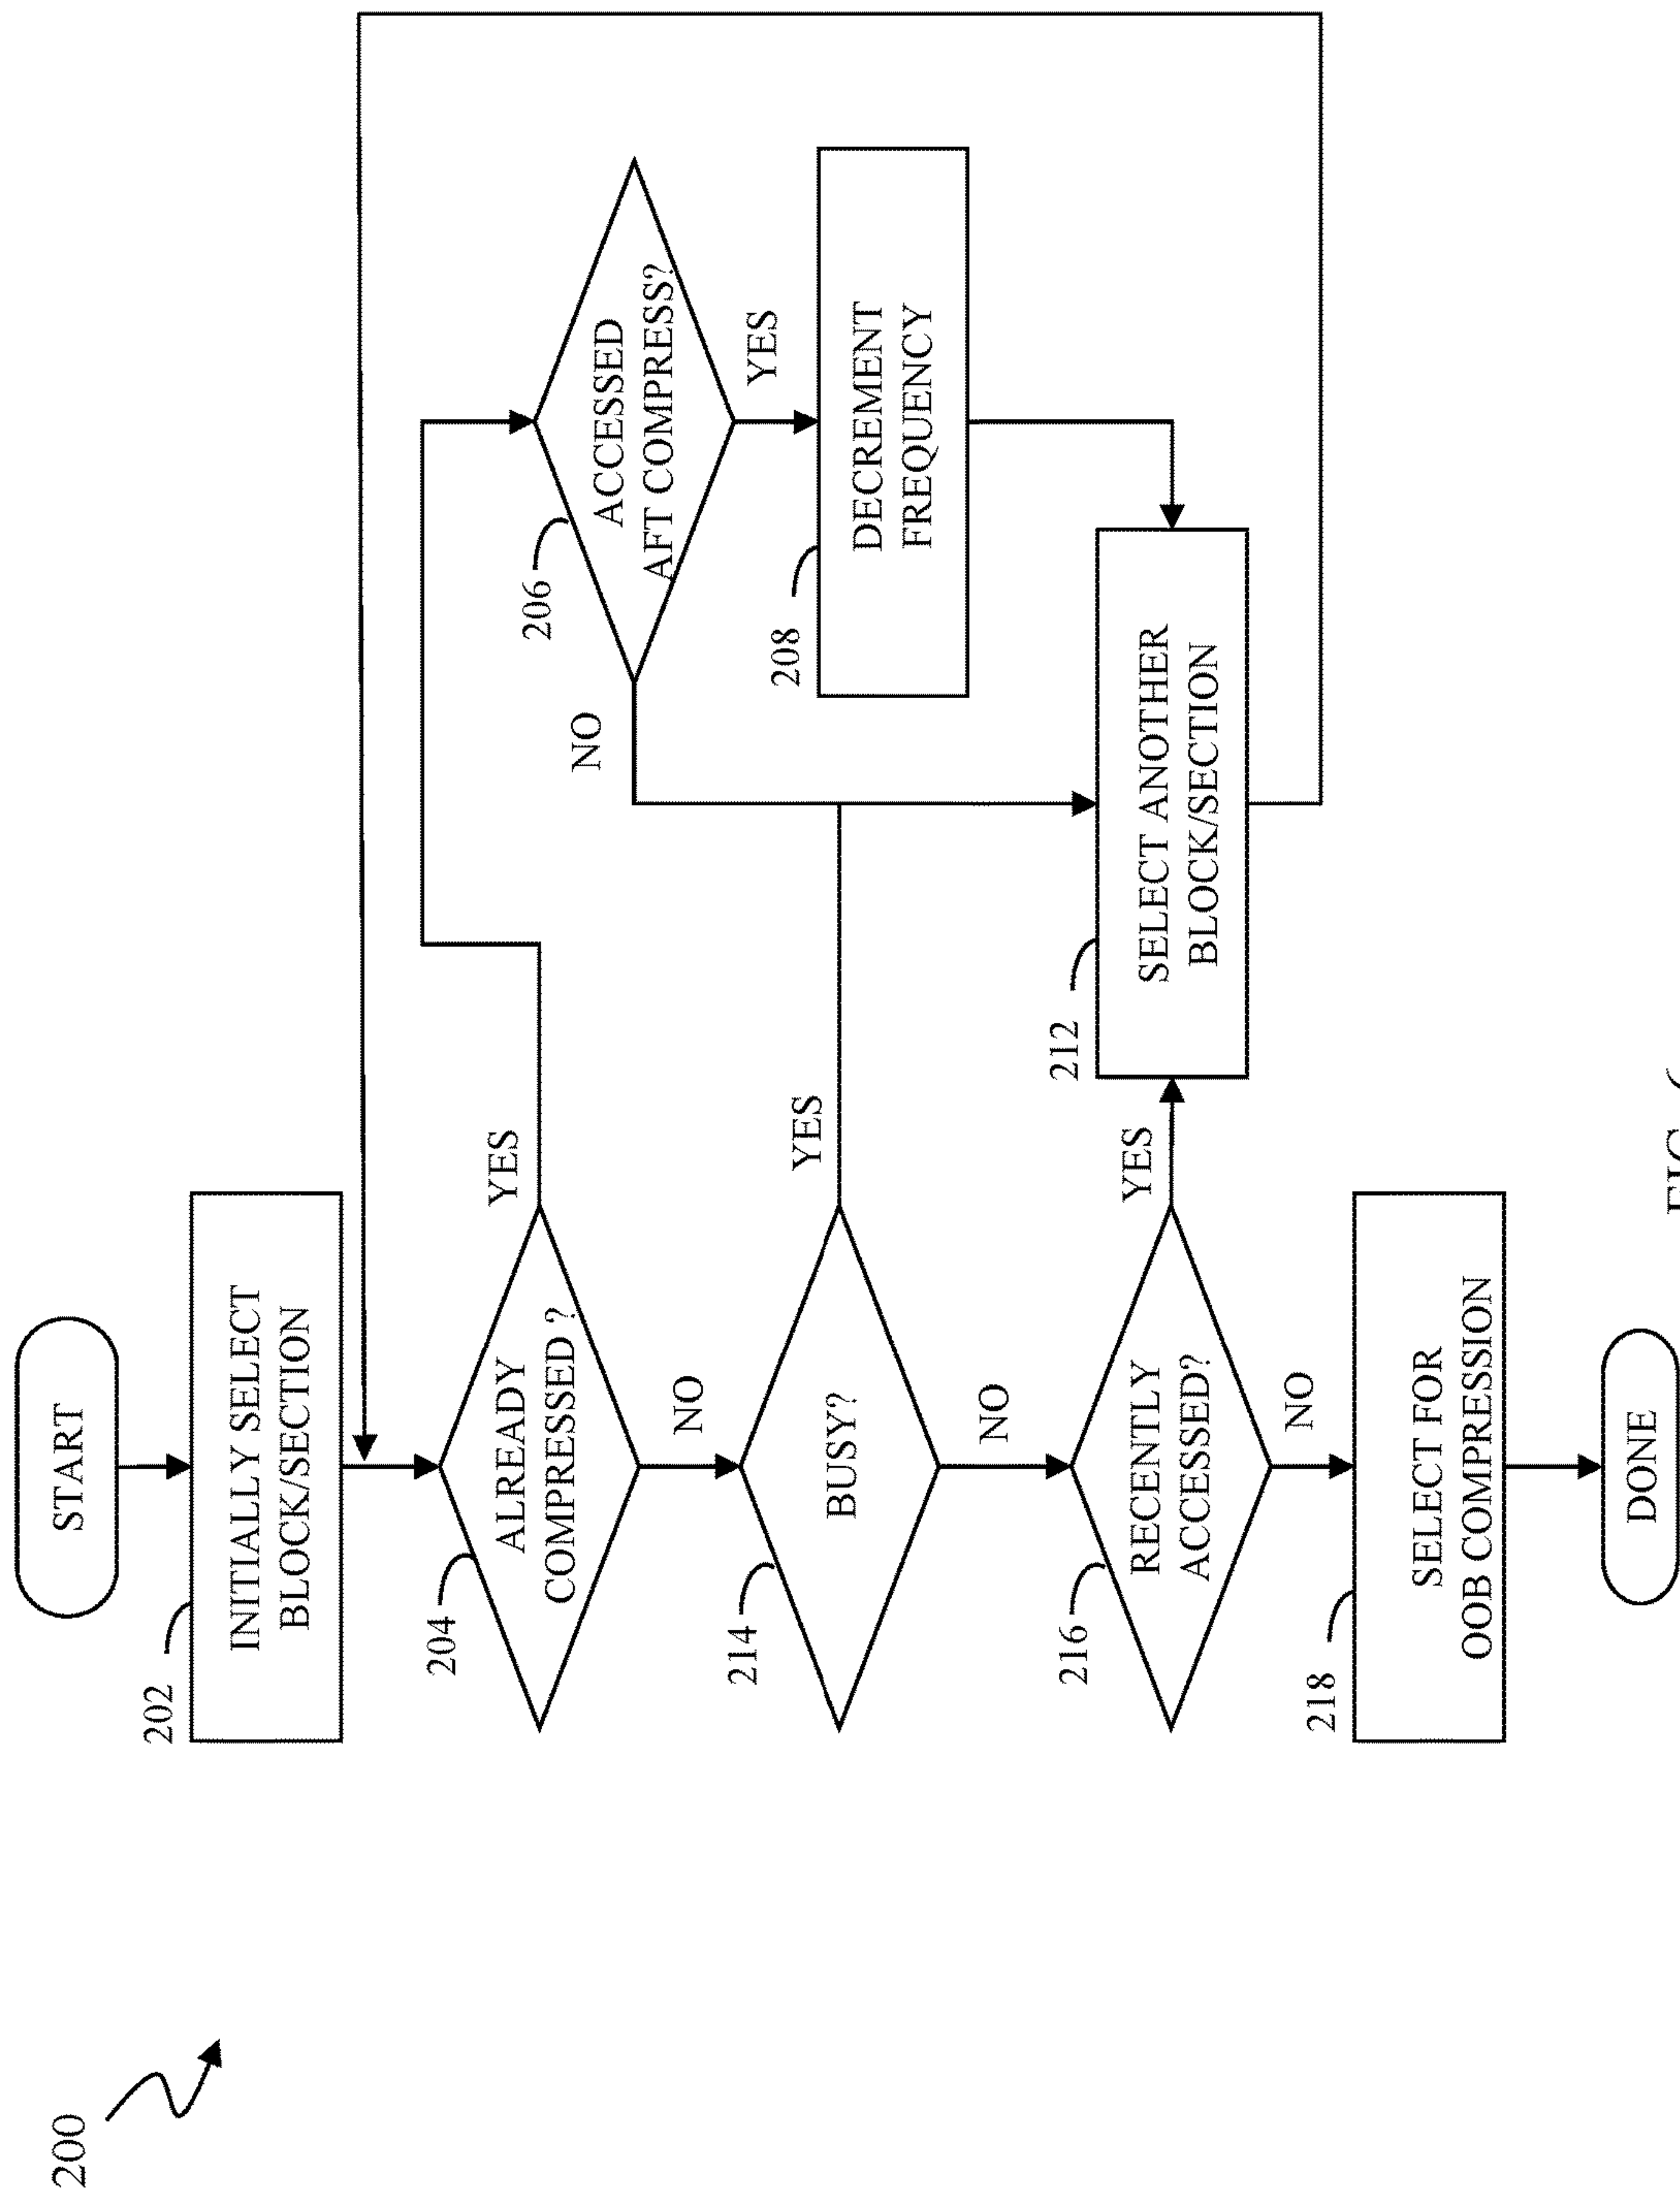 200
START
202
INITIALLY SELECT
BLOCK/SECTION
204
ALREADY
COMPRESSED ?
YES
NO
206
ACCESSED
AFT COMPRESS?
NO
YES
208
DECREMENT
FREQUENCY
214
BUSY?
YES
NO
212
SELECT ANOTHER
BLOCK/SECTION
216
RECENTLY
ACCESSED?
YES
NO
218
SELECT FOR
OOB COMPRESSION
DONE